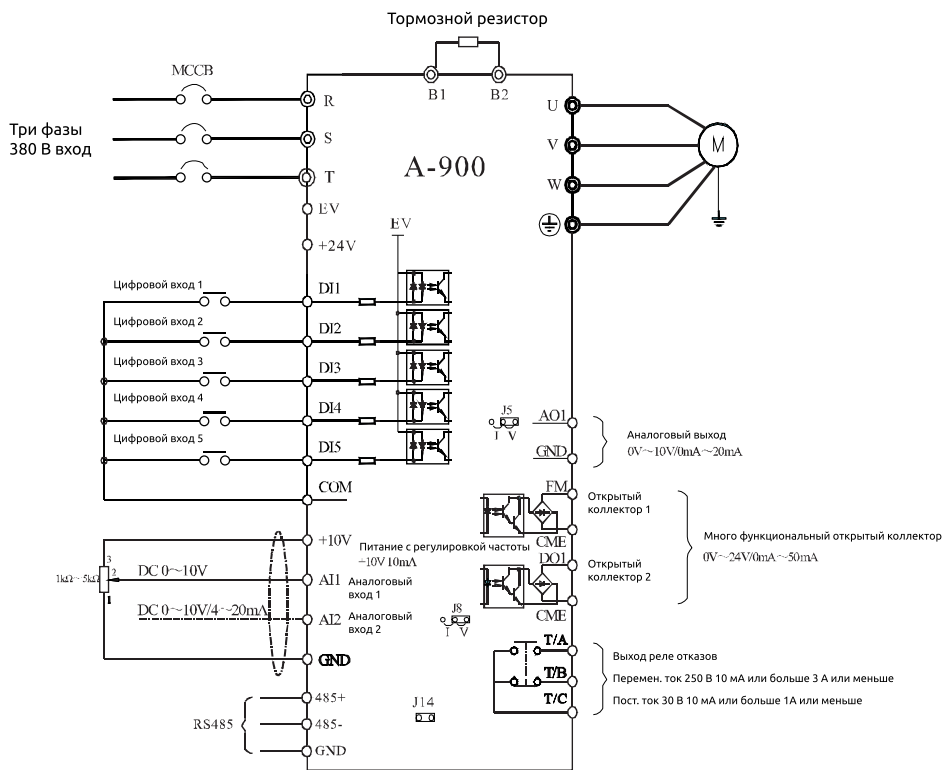 Тормозной резистор
MCCB
B1
B2
R
S
T
Три фазы
380 В вход
A-900
U
V
W
M
EV
+24V
EV
Цифровой вход 1
DI1
Цифровой вход 2
DI2
Цифровой вход 3
DI3
Цифровой вход 4
DI4
Цифровой вход 5
DI5
COM
J5
I V
AO1
GND
Аналоговый выход
0V～10V/0mA～20mA
FM
CME
Открытый
коллектор 1
DO1
CME
Открытый
коллектор 2
Много функциональный открытый коллектор
0V～24V/0mA～50mA
+10V
Питание с регулировкой частоты
+10V 10mA
3
2
1
1kΩ～5kΩ
DC 0～10V
AI1
Аналоговый
вход 1
DC 0～10V/4～20mA
AI2
Аналоговый
вход 2
J8
I V
GND
T/A
T/B
T/C
Выход реле отказов
Перемен. ток 250 В 10 мА или больше 3 А или меньше
Пост. ток 30 В 10 мА или больше 1А или меньше
RS485
485+
485-
GND
J14